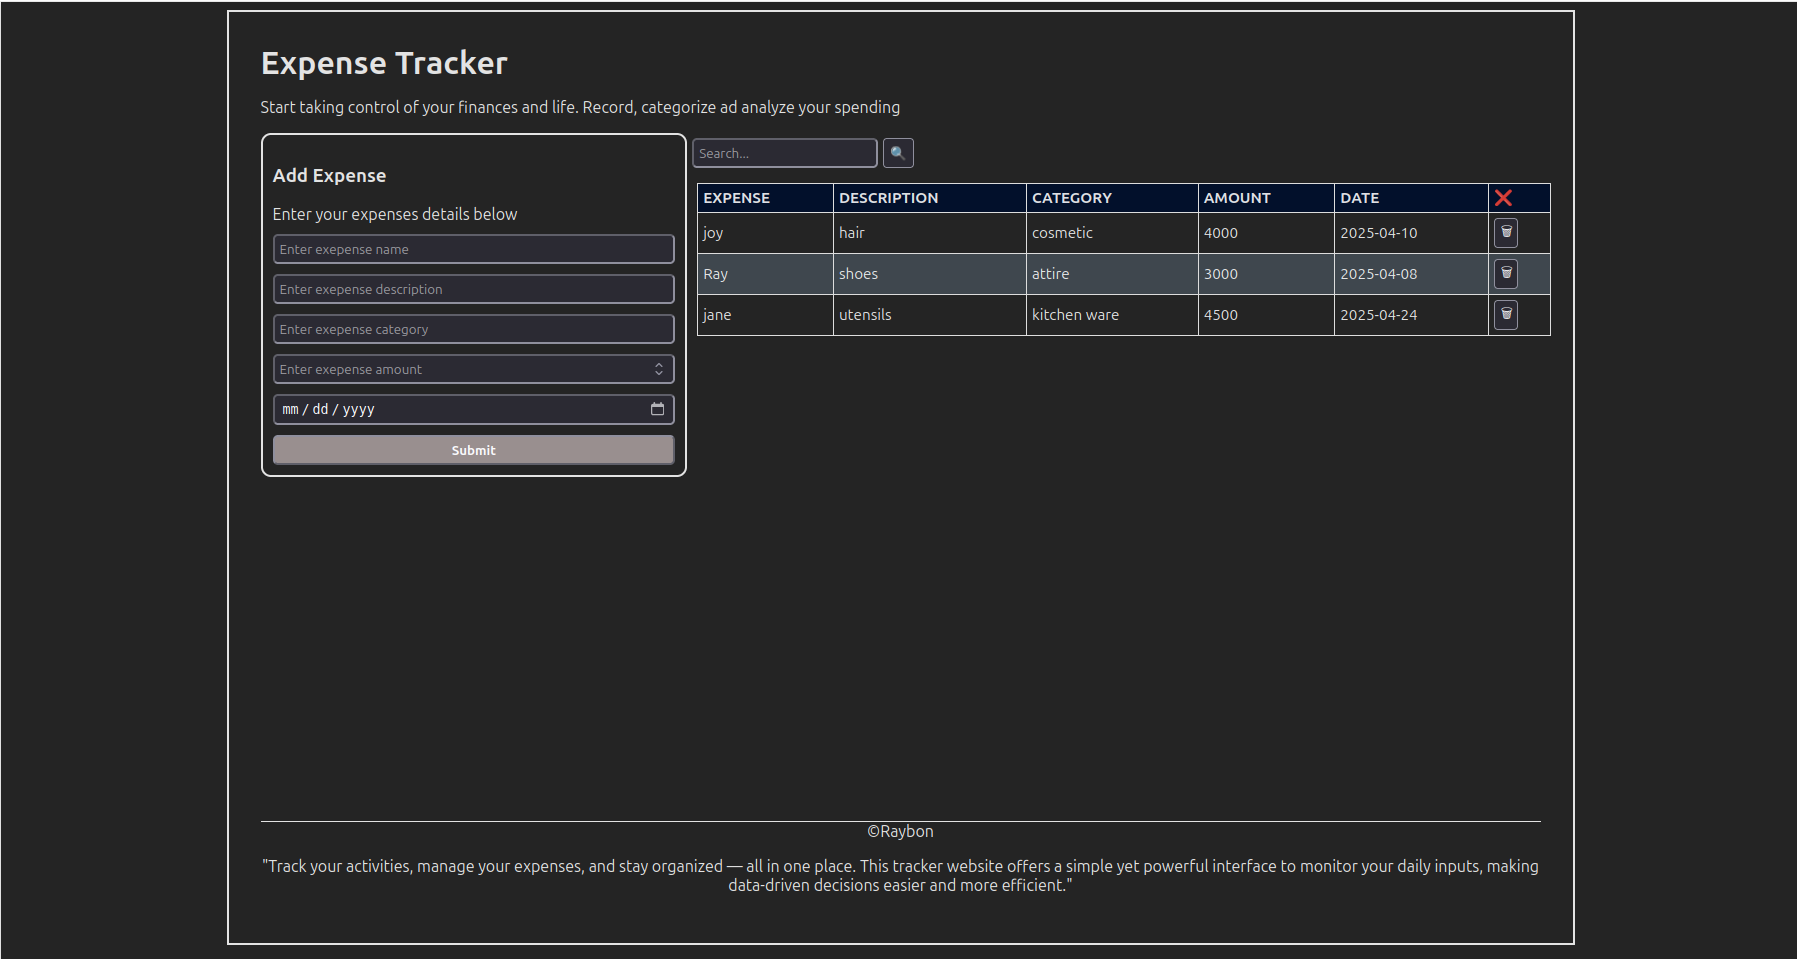 Expense Tracker
Start taking control of your finances and life. Record, categorize ad analyze your spending
Add Expense
Enter your expenses details below
Enter exepense name
Enter exepense description
Enter exepense category
Enter exepense amount
mm / dd / yyyy
Submit
Search...
EXPENSE DESCRIPTION CATEGORY AMOUNT DATE
joy hair cosmetic 4000 2025-04-10
Ray shoes attire 3000 2025-04-08
jane utensils kitchen ware 4500 2025-04-24
©Raybon
"Track your activities, manage your expenses, and stay organized — all in one place. This tracker website offers a simple yet powerful interface to monitor your daily inputs, making
data-driven decisions easier and more efficient."